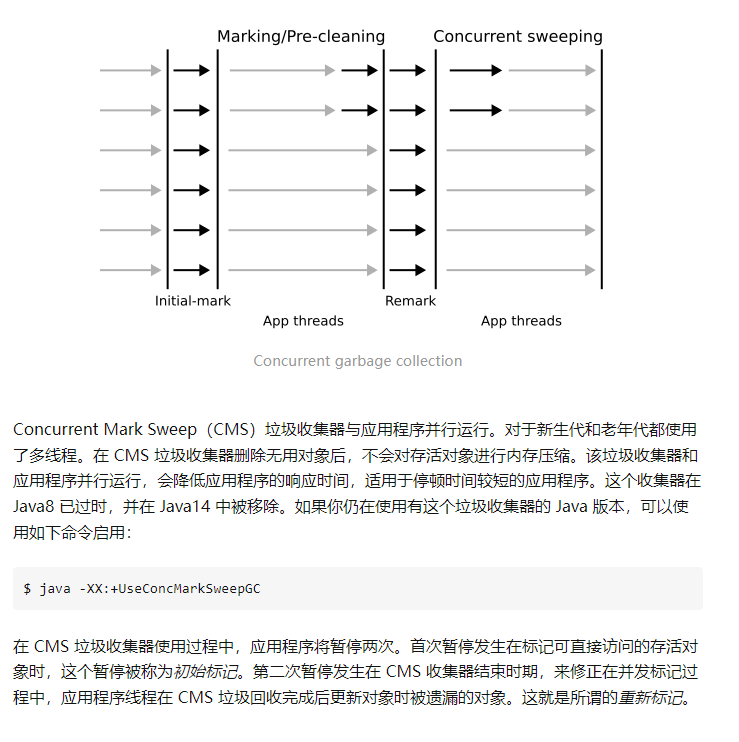 Marking/Pre-cleaning Concurrent sweeping
Initial-mark Remark
App threads App threads
Concurrent garbage collection
Concurrent Mark Sweep（CMS）垃圾收集器与应用程序并行运行。对于新生代和老年代都使用
了多线程。在 CMS 垃圾收集器删除无用对象后，不会对存活对象进行内存压缩。该垃圾收集器和
应用程序并行运行，会降低应用程序的响应时间，适用于停顿时间较短的应用程序。这个收集器在
Java8 已过时，并在 Java14 中被移除。如果你仍在使用有这个垃圾收集器的 Java 版本，可以使
用如下命令启用：
$ java -XX:+UseConcMarkSweepGC
在 CMS 垃圾收集器使用过程中，应用程序将暂停两次。首次暂停发生在标记可直接访问的存活对
象时，这个暂停被称为初始标记。第二次暂停发生在 CMS 收集器结束时期，来修正在并发标记过
程中，应用程序线程在 CMS 垃圾回收完成后更新对象时被遗漏的对象。这就是所谓的重新标记。